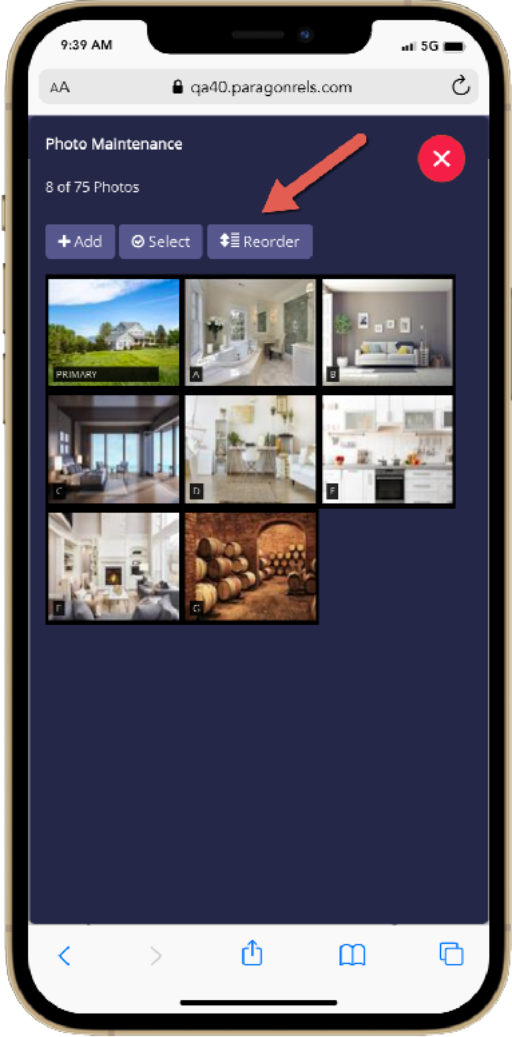 9:39 AM
5G
AA
qa40.paragonrels.com
Photo Maintenance
8 of 75 Photos
Add
Select
Reorder
PRIMARY
A
B
C
D
E
F
G